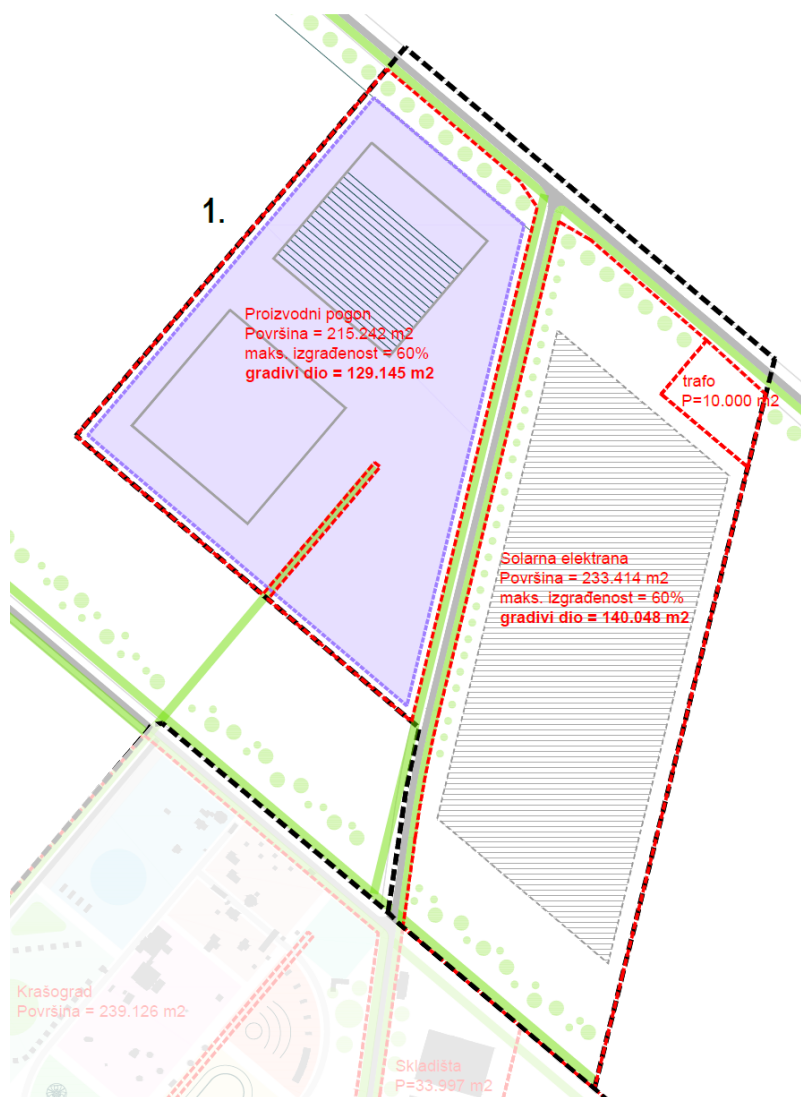 1.
Proizvodni pogon
Površina = 215.242 m2
maks. izgrađenost = 60%
gradivi dio = 129.145 m2
trafo
P=10.000 m2
Solarna elektrana
Površina = 233.414 m2
maks. izgrađenost = 60%
gradivi dio = 140.048 m2
Krašograd
Površina = 239.126 m2
Skladišta
P=33.997 m2